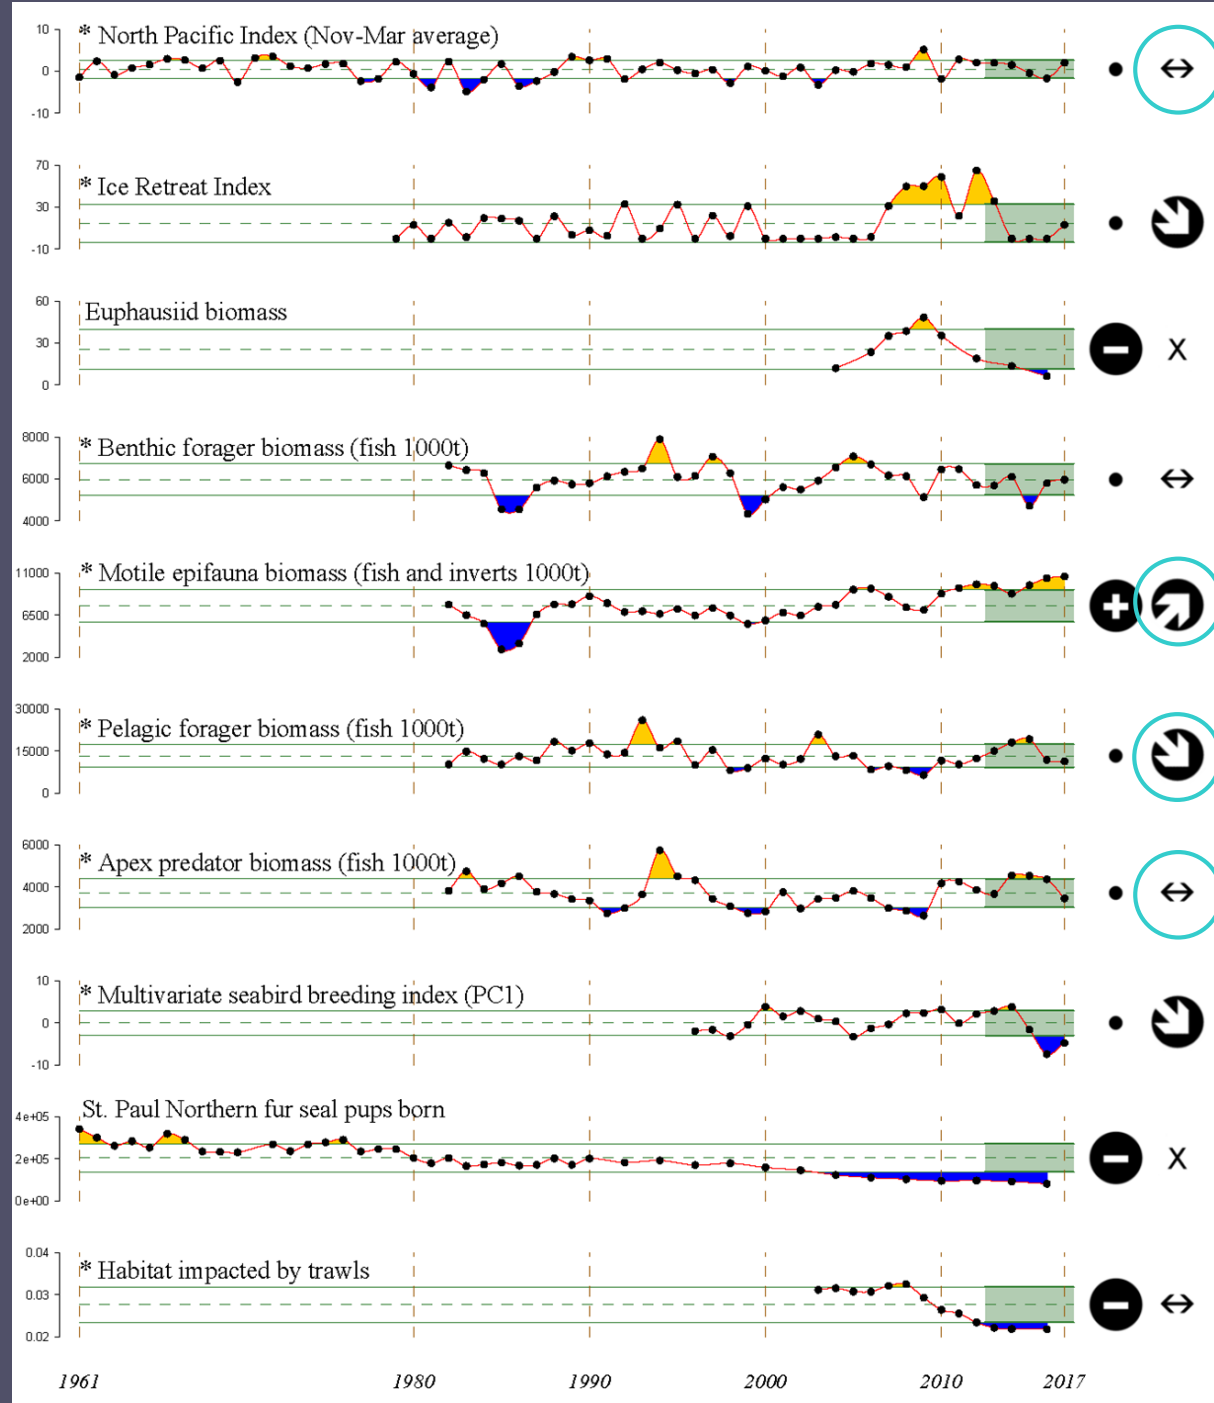 * North Pacific Index (Nov-Mar average)
10
0
-10
* Ice Retreat Index
70
30
-10
Euphausiid biomass
60
30
0
X
* Benthic forager biomass (fish 1000t)
8000
6000
4000
* Motile epifauna biomass (fish and inverts 1000t)
11000
6500
2000
* Pelagic forager biomass (fish 1000t)
30000
15000
0
* Apex predator biomass (fish 1000t)
6000
4000
2000
* Multivariate seabird breeding index (PC1)
10
0
-10
St. Paul Northern fur seal pups born
4e+05
2e+05
0e+00
X
* Habitat impacted by trawls
0.04
0.03
0.02
1961 1980 1990 2000 2010 2017